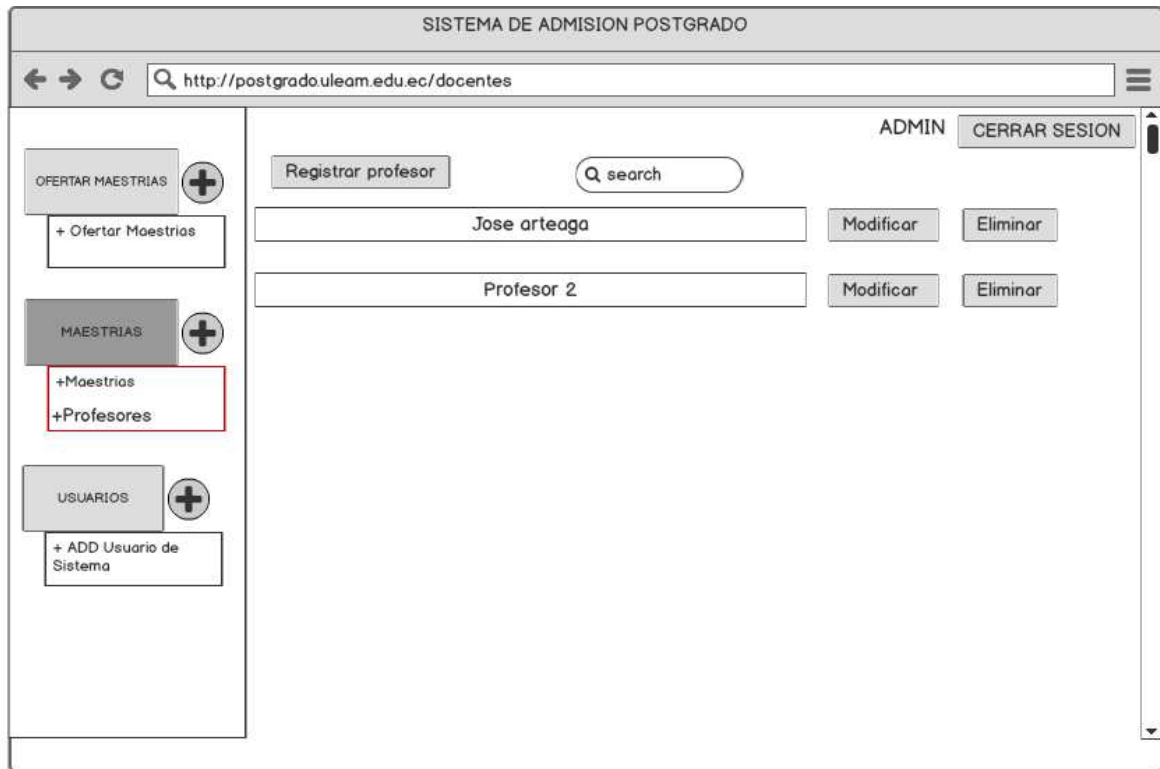 SISTEMA DE ADMISION POSTGRADO
http://postgrado.uleam.edu.ec/docentes
ADMIN
CERRAR SESION
Registrar profesor
search
Jose arteaga
Modificar
Eliminar
Profesor 2
Modificar
Eliminar
OFERTAR MAESTRIAS
+ Ofertar Maestrias
MAESTRIAS
+Maestrias
+Profesores
USUARIOS
+ ADD Usuario de
Sistema